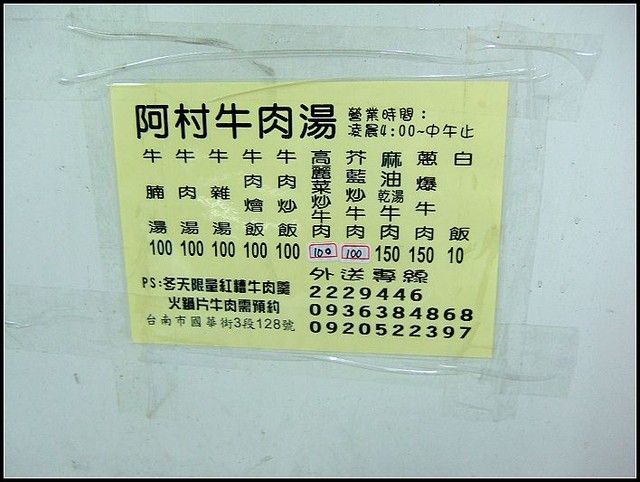 阿村牛肉湯
營業時間：
凌晨4:00~中午止
牛腩湯 100
牛肉湯 100
牛雜湯 100
牛肉燴飯 100
牛肉炒飯 100
高麗菜炒牛肉 100
芥藍炒牛肉 100
麻油乾湯牛肉 150
蔥爆牛肉 150
白飯 10
PS:冬天限量紅糟牛肉羹
火鍋片牛肉需預約
台南市國華街3段128號
外送專線
2229446
0936384868
0920522397